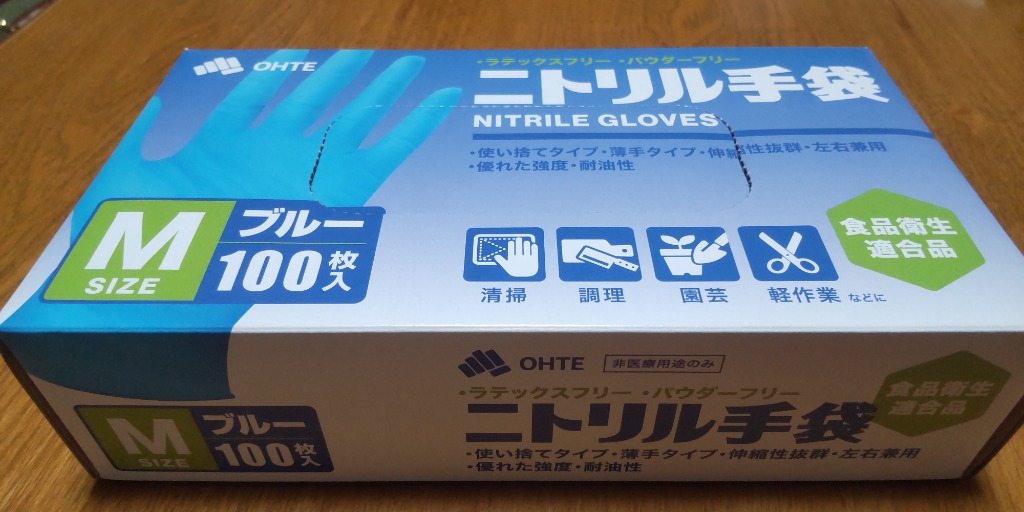 OHTE
・ラテックスフリー ・パウダーフリー
ニトリル手袋
NITRILE GLOVES
・使い捨てタイプ・薄手タイプ・伸縮性抜群・左右兼用
・優れた強度・耐油性
M
SIZE
ブルー
100枚入
清掃
調理
園芸
軽作業 などに
食品衛生
適合品
OHTE
非医療用途のみ
・ラテックスフリー ・パウダーフリー
ニトリル手袋
・使い捨てタイプ・薄手タイプ・伸縮性抜群・左右兼用
・優れた強度・耐油性
M
SIZE
ブルー
100枚入
食品衛生
適合品